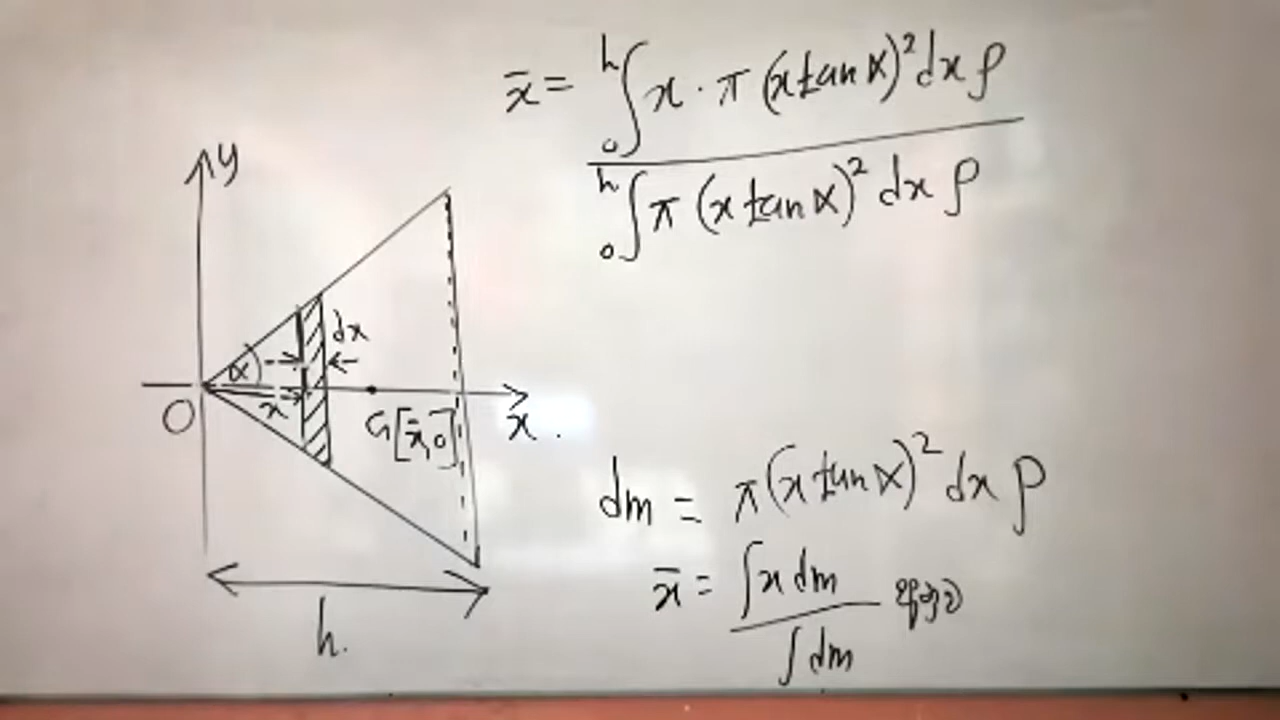 x̄ = ₀ʰ∫ x · π (x tan α)² dx ρ
₀ʰ∫ π (x tan α)² dx ρ
y
dx
α
x
O
G[x̄,0]
x
h.
dm = π(x tan α)² dx ρ
x̄ = ∫ x dm
∫ dm